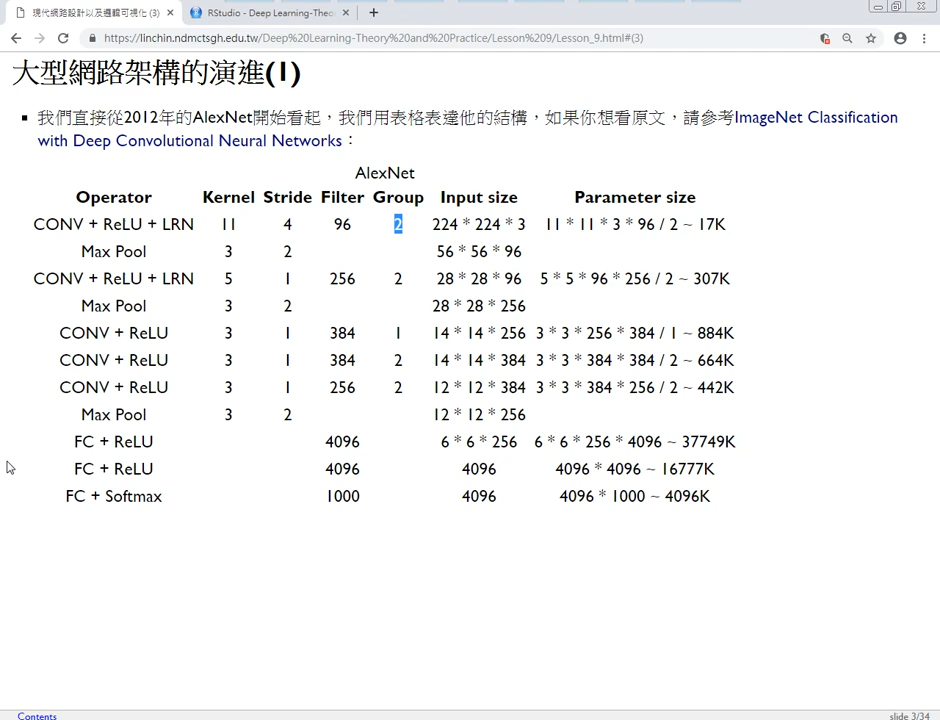 現代網路設計以及邏輯可視化 (3)
RStudio - Deep Learning-Theo
https://linchin.ndmctsgh.edu.tw/Deep%20Learning-Theory%20and%20Practice/Lesson%209/Lesson_9.html#(3)
大型網路架構的演進(1)
我們直接從2012年的AlexNet開始看起，我們用表格表達他的結構，如果你想看原文，請參考ImageNet Classification
with Deep Convolutional Neural Networks：
AlexNet
Operator Kernel Stride Filter Group Input size Parameter size
CONV + ReLU + LRN 11 4 96 2 224 * 224 * 3 11 * 11 * 3 * 96 / 2 ~ 17K
Max Pool 3 2 56 * 56 * 96
CONV + ReLU + LRN 5 1 256 2 28 * 28 * 96 5 * 5 * 96 * 256 / 2 ~ 307K
Max Pool 3 2 28 * 28 * 256
CONV + ReLU 3 1 384 1 14 * 14 * 256 3 * 3 * 256 * 384 / 1 ~ 884K
CONV + ReLU 3 1 384 2 14 * 14 * 384 3 * 3 * 384 * 384 / 2 ~ 664K
CONV + ReLU 3 1 256 2 12 * 12 * 384 3 * 3 * 384 * 256 / 2 ~ 442K
Max Pool 3 2 12 * 12 * 256
FC + ReLU 4096 6 * 6 * 256 6 * 6 * 256 * 4096 ~ 37749K
FC + ReLU 4096 4096 4096 * 4096 ~ 16777K
FC + Softmax 1000 4096 4096 * 1000 ~ 4096K
Contents
slide 3/34